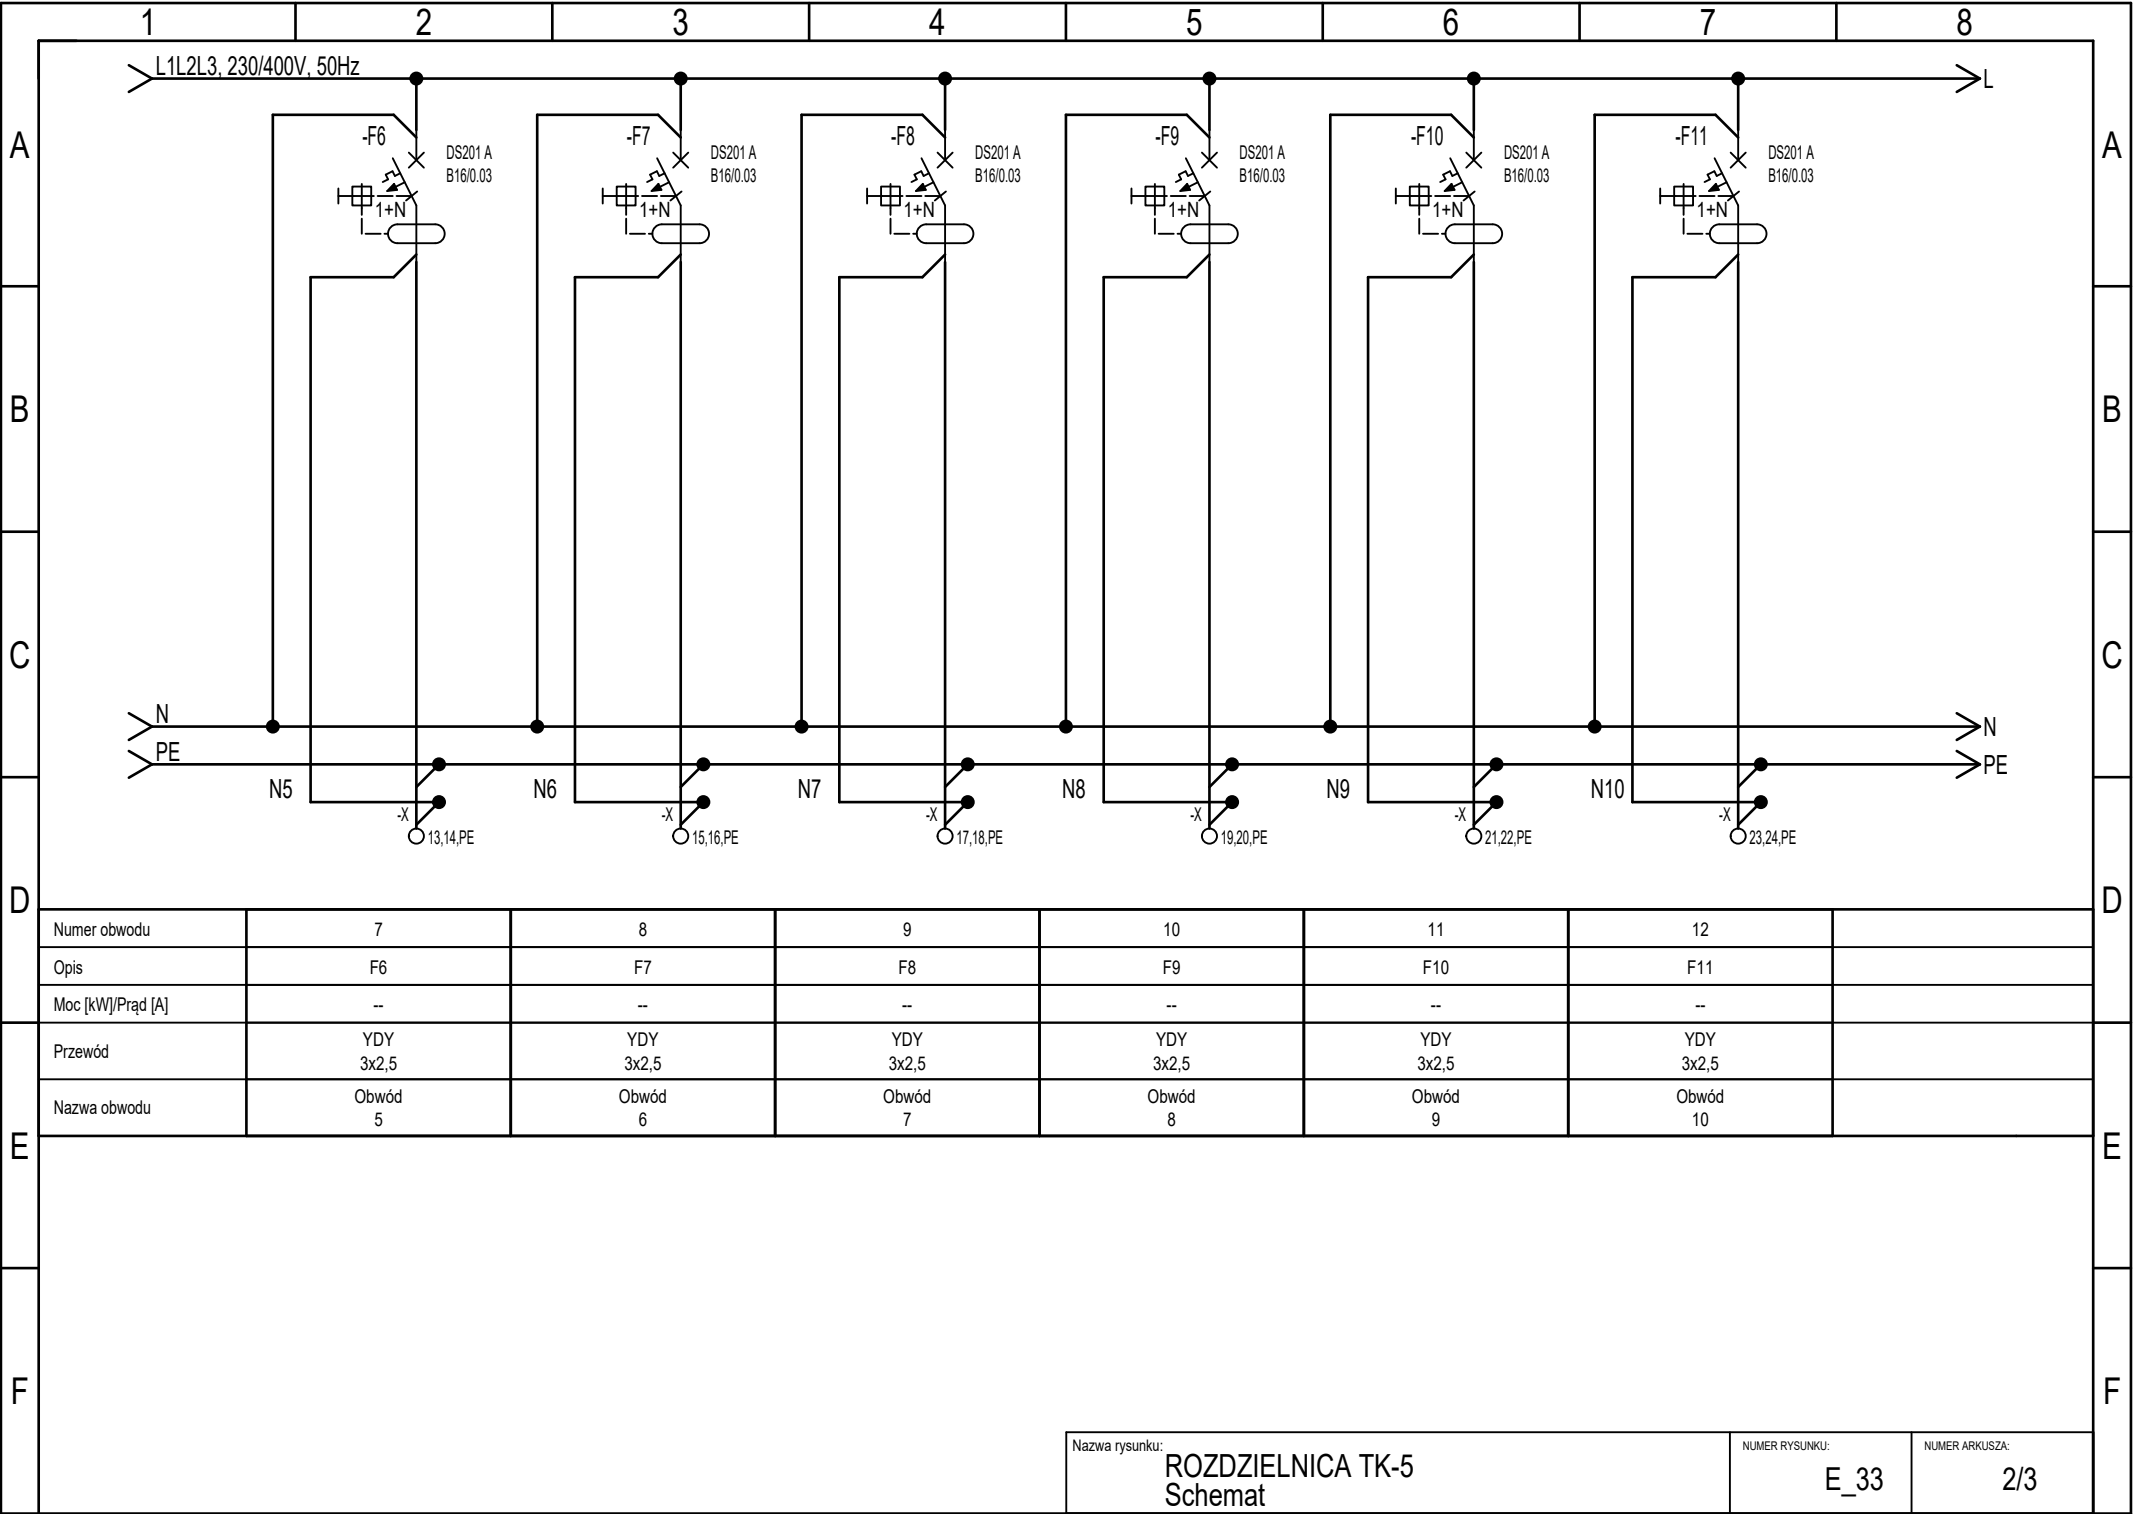 1 2 3 4 5 6 7 8
L1L2L3, 230/400V, 50Hz
L
A A
-F6 -F7 -F8 -F9 -F10 -F11
DS201 A DS201 A DS201 A DS201 A DS201 A DS201 A
B16/0.03 B16/0.03 B16/0.03 B16/0.03 B16/0.03 B16/0.03
1+N 1+N 1+N 1+N 1+N 1+N
B B
C C
N N
PE PE
N5 N6 N7 N8 N9 N10
-X -X -X -X -X -X
13,14,PE 15,16,PE 17,18,PE 19,20,PE 21,22,PE 23,24,PE
D D
Numer obwodu 7 8 9 10 11 12
Opis F6 F7 F8 F9 F10 F11
Moc [kW]/Prąd [A] -- -- -- -- -- --
Przewód YDY YDY YDY YDY YDY YDY
3x2,5 3x2,5 3x2,5 3x2,5 3x2,5 3x2,5
Nazwa obwodu Obwód Obwód Obwód Obwód Obwód Obwód
5 6 7 8 9 10
E E
F F
Nazwa rysunku:
ROZDZIELNICA TK-5
Schemat
NUMER RYSUNKU:
E_33
NUMER ARKUSZA:
2/3